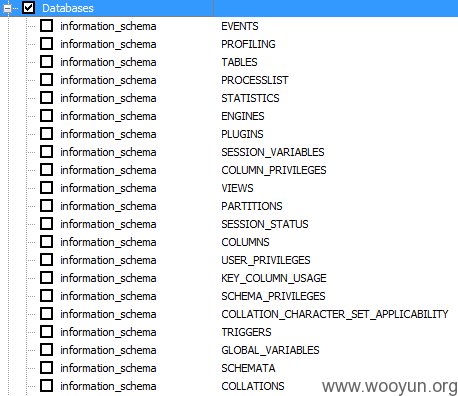 Databases
information_schema EVENTS
information_schema PROFILING
information_schema TABLES
information_schema PROCESSLIST
information_schema STATISTICS
information_schema ENGINES
information_schema PLUGINS
information_schema SESSION_VARIABLES
information_schema COLUMN_PRIVILEGES
information_schema VIEWS
information_schema PARTITIONS
information_schema SESSION_STATUS
information_schema COLUMNS
information_schema USER_PRIVILEGES
information_schema KEY_COLUMN_USAGE
information_schema SCHEMA_PRIVILEGES
information_schema COLLATION_CHARACTER_SET_APPLICABILITY
information_schema TRIGGERS
information_schema GLOBAL_VARIABLES
information_schema SCHEMATA
information_schema COLLATIONS
www.wooyun.org